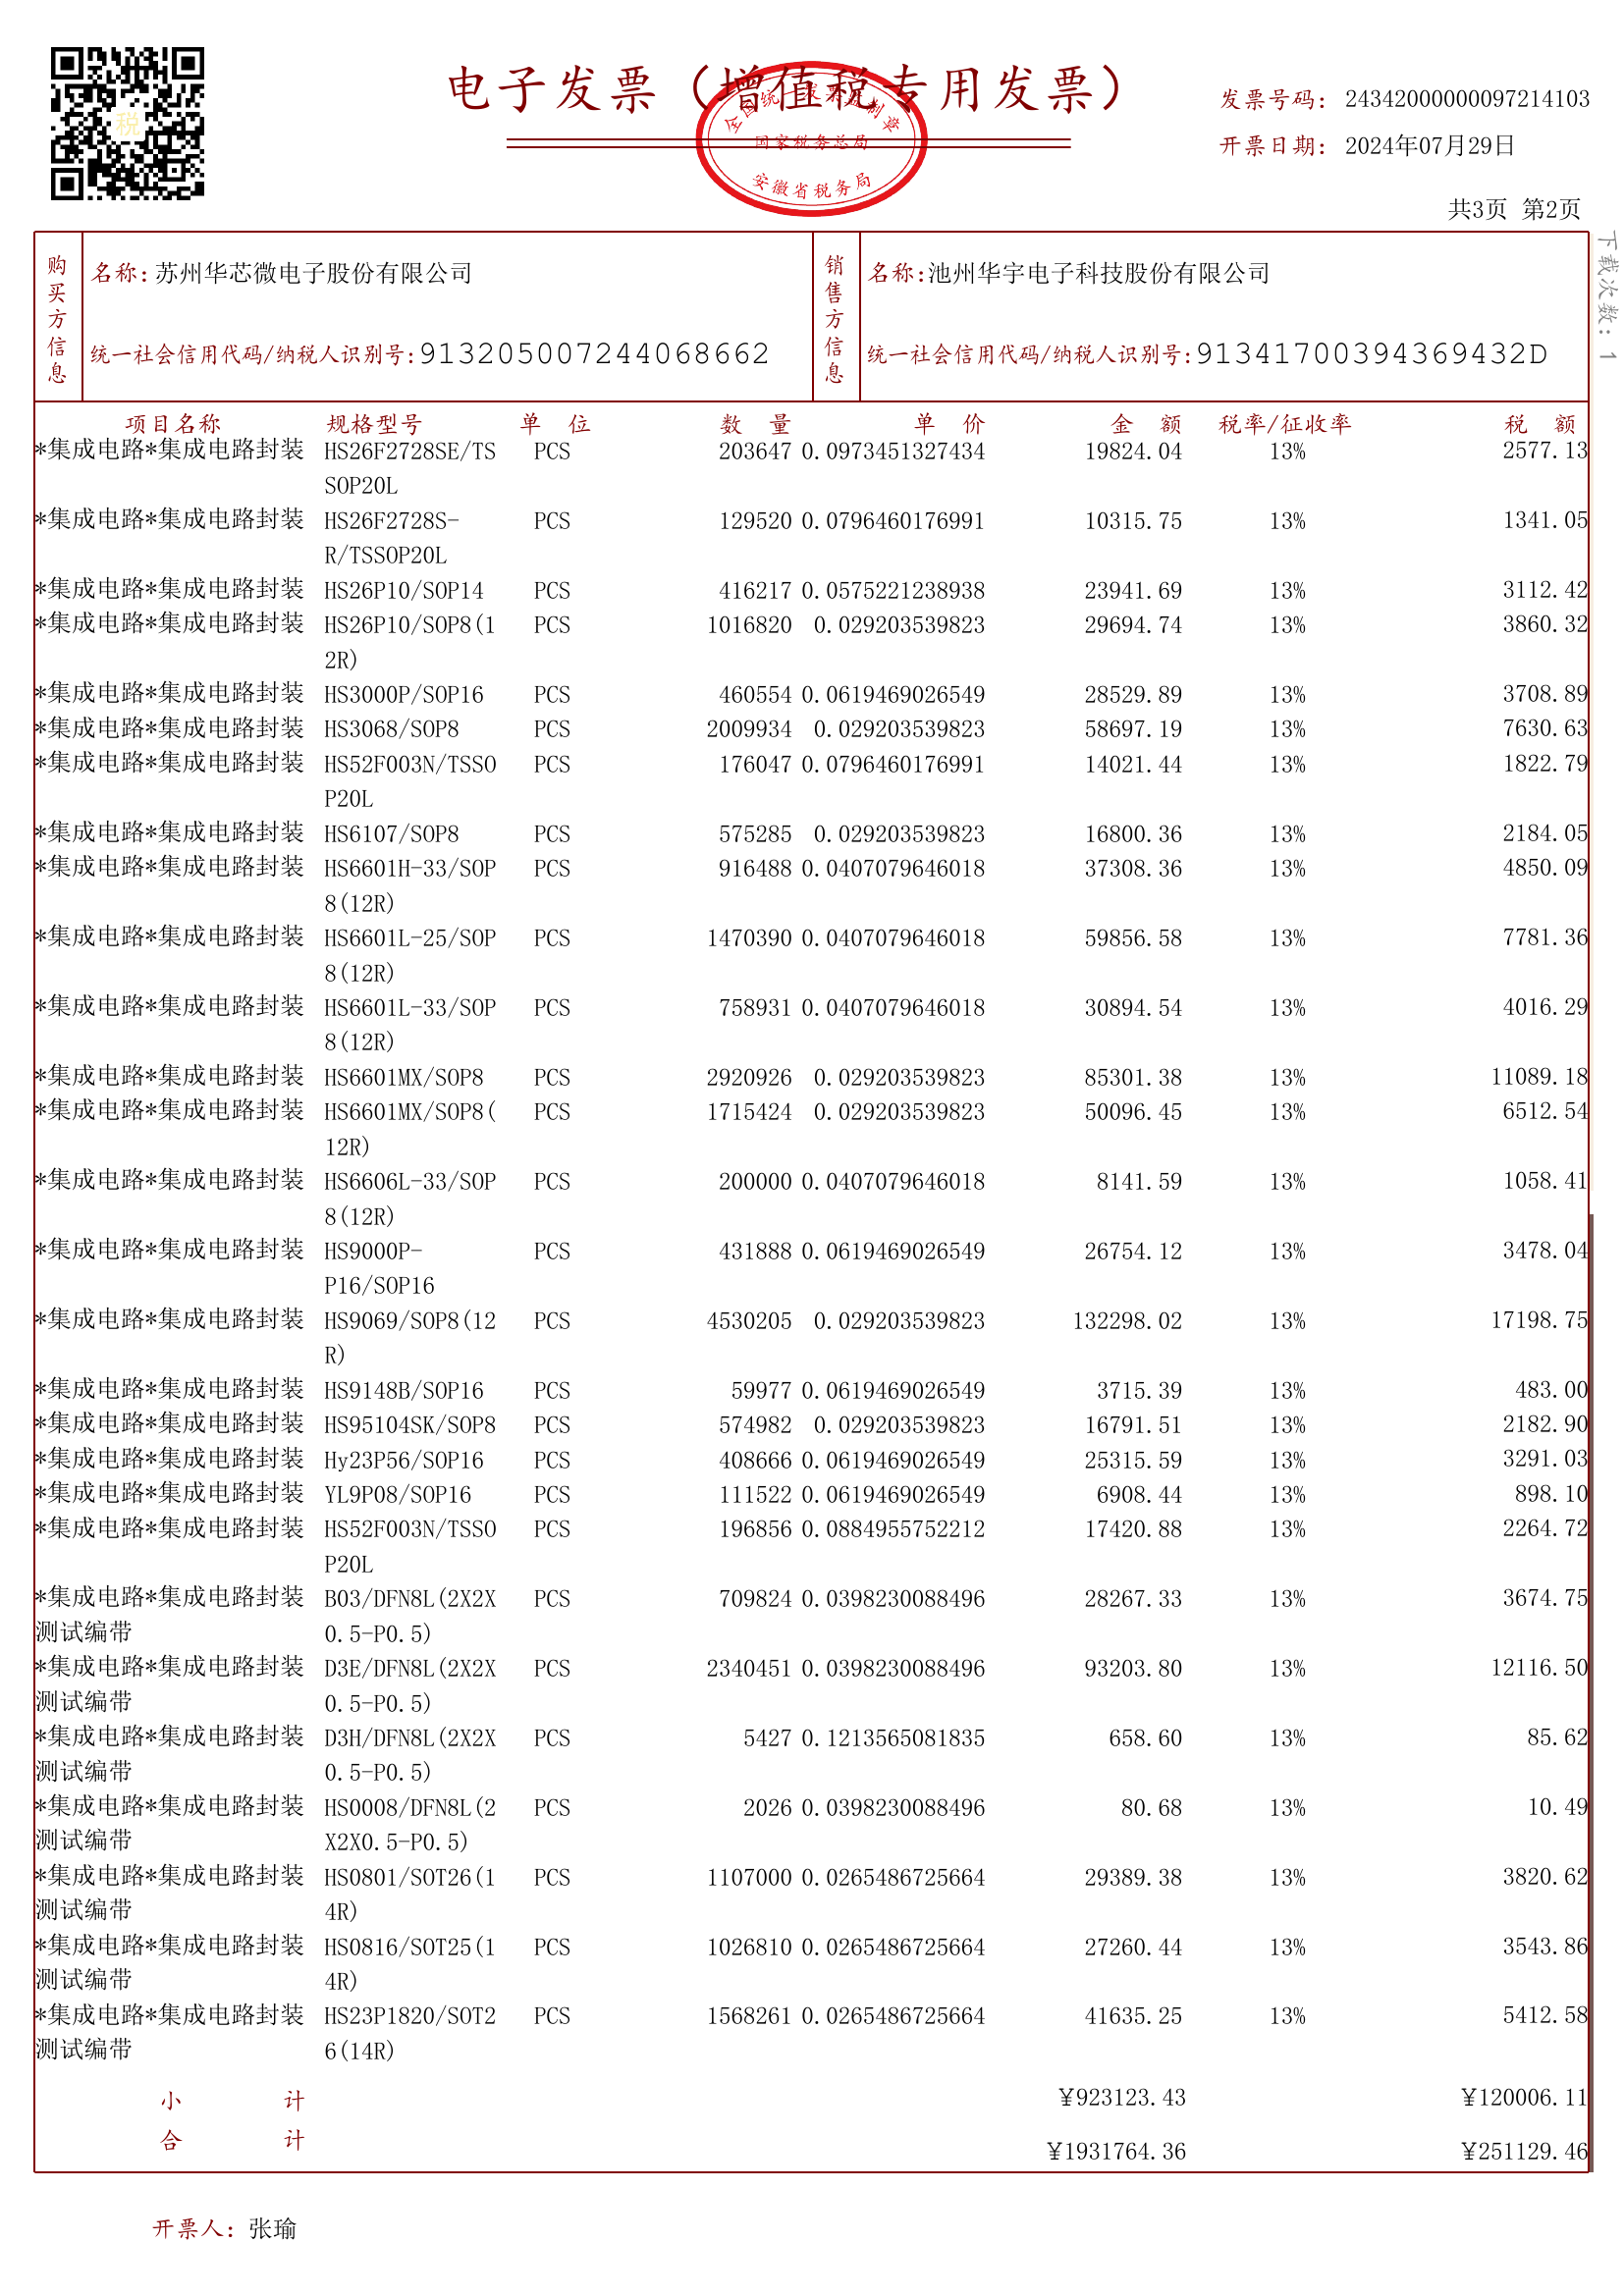 电子发票（增值税专用发票）
全国统一发票监制章
国家税务总局
安徽省税务局
税
发票号码：24342000000097214103
开票日期：2024年07月29日
共3页 第2页
下载次数：1
购买方信息
名称：苏州华芯微电子股份有限公司
统一社会信用代码/纳税人识别号：913205007244068662
销售方信息
名称：池州华宇电子科技股份有限公司
统一社会信用代码/纳税人识别号：91341700394369432D
项目名称 规格型号 单 位 数 量 单 价 金 额 税率/征收率 税 额
*集成电路*集成电路封装 HS26F2728SE/TS PCS 203647 0.0973451327434 19824.04 13% 2577.13
SOP20L
*集成电路*集成电路封装 HS26F2728S- PCS 129520 0.0796460176991 10315.75 13% 1341.05
R/TSSOP20L
*集成电路*集成电路封装 HS26P10/SOP14 PCS 416217 0.0575221238938 23941.69 13% 3112.42
*集成电路*集成电路封装 HS26P10/SOP8(1 PCS 1016820 0.029203539823 29694.74 13% 3860.32
2R)
*集成电路*集成电路封装 HS3000P/SOP16 PCS 460554 0.0619469026549 28529.89 13% 3708.89
*集成电路*集成电路封装 HS3068/SOP8 PCS 2009934 0.029203539823 58697.19 13% 7630.63
*集成电路*集成电路封装 HS52F003N/TSSO PCS 176047 0.0796460176991 14021.44 13% 1822.79
P20L
*集成电路*集成电路封装 HS6107/SOP8 PCS 575285 0.029203539823 16800.36 13% 2184.05
*集成电路*集成电路封装 HS6601H-33/SOP PCS 916488 0.0407079646018 37308.36 13% 4850.09
8(12R)
*集成电路*集成电路封装 HS6601L-25/SOP PCS 1470390 0.0407079646018 59856.58 13% 7781.36
8(12R)
*集成电路*集成电路封装 HS6601L-33/SOP PCS 758931 0.0407079646018 30894.54 13% 4016.29
8(12R)
*集成电路*集成电路封装 HS6601MX/SOP8 PCS 2920926 0.029203539823 85301.38 13% 11089.18
*集成电路*集成电路封装 HS6601MX/SOP8( PCS 1715424 0.029203539823 50096.45 13% 6512.54
12R)
*集成电路*集成电路封装 HS6606L-33/SOP PCS 200000 0.0407079646018 8141.59 13% 1058.41
8(12R)
*集成电路*集成电路封装 HS9000P- PCS 431888 0.0619469026549 26754.12 13% 3478.04
P16/SOP16
*集成电路*集成电路封装 HS9069/SOP8(12 PCS 4530205 0.029203539823 132298.02 13% 17198.75
R)
*集成电路*集成电路封装 HS9148B/SOP16 PCS 59977 0.0619469026549 3715.39 13% 483.00
*集成电路*集成电路封装 HS95104SK/SOP8 PCS 574982 0.029203539823 16791.51 13% 2182.90
*集成电路*集成电路封装 Hy23P56/SOP16 PCS 408666 0.0619469026549 25315.59 13% 3291.03
*集成电路*集成电路封装 YL9P08/SOP16 PCS 111522 0.0619469026549 6908.44 13% 898.10
*集成电路*集成电路封装 HS52F003N/TSSO PCS 196856 0.0884955752212 17420.88 13% 2264.72
P20L
*集成电路*集成电路封装 B03/DFN8L(2X2X PCS 709824 0.0398230088496 28267.33 13% 3674.75
测试编带 0.5-P0.5)
*集成电路*集成电路封装 D3E/DFN8L(2X2X PCS 2340451 0.0398230088496 93203.80 13% 12116.50
测试编带 0.5-P0.5)
*集成电路*集成电路封装 D3H/DFN8L(2X2X PCS 5427 0.1213565081835 658.60 13% 85.62
测试编带 0.5-P0.5)
*集成电路*集成电路封装 HS0008/DFN8L(2 PCS 2026 0.0398230088496 80.68 13% 10.49
测试编带 X2X0.5-P0.5)
*集成电路*集成电路封装 HS0801/SOT26(1 PCS 1107000 0.0265486725664 29389.38 13% 3820.62
测试编带 4R)
*集成电路*集成电路封装 HS0816/SOT25(1 PCS 1026810 0.0265486725664 27260.44 13% 3543.86
测试编带 4R)
*集成电路*集成电路封装 HS23P1820/SOT2 PCS 1568261 0.0265486725664 41635.25 13% 5412.58
测试编带 6(14R)
小 计 ¥923123.43 ¥120006.11
合 计 ¥1931764.36 ¥251129.46
开票人：张瑜